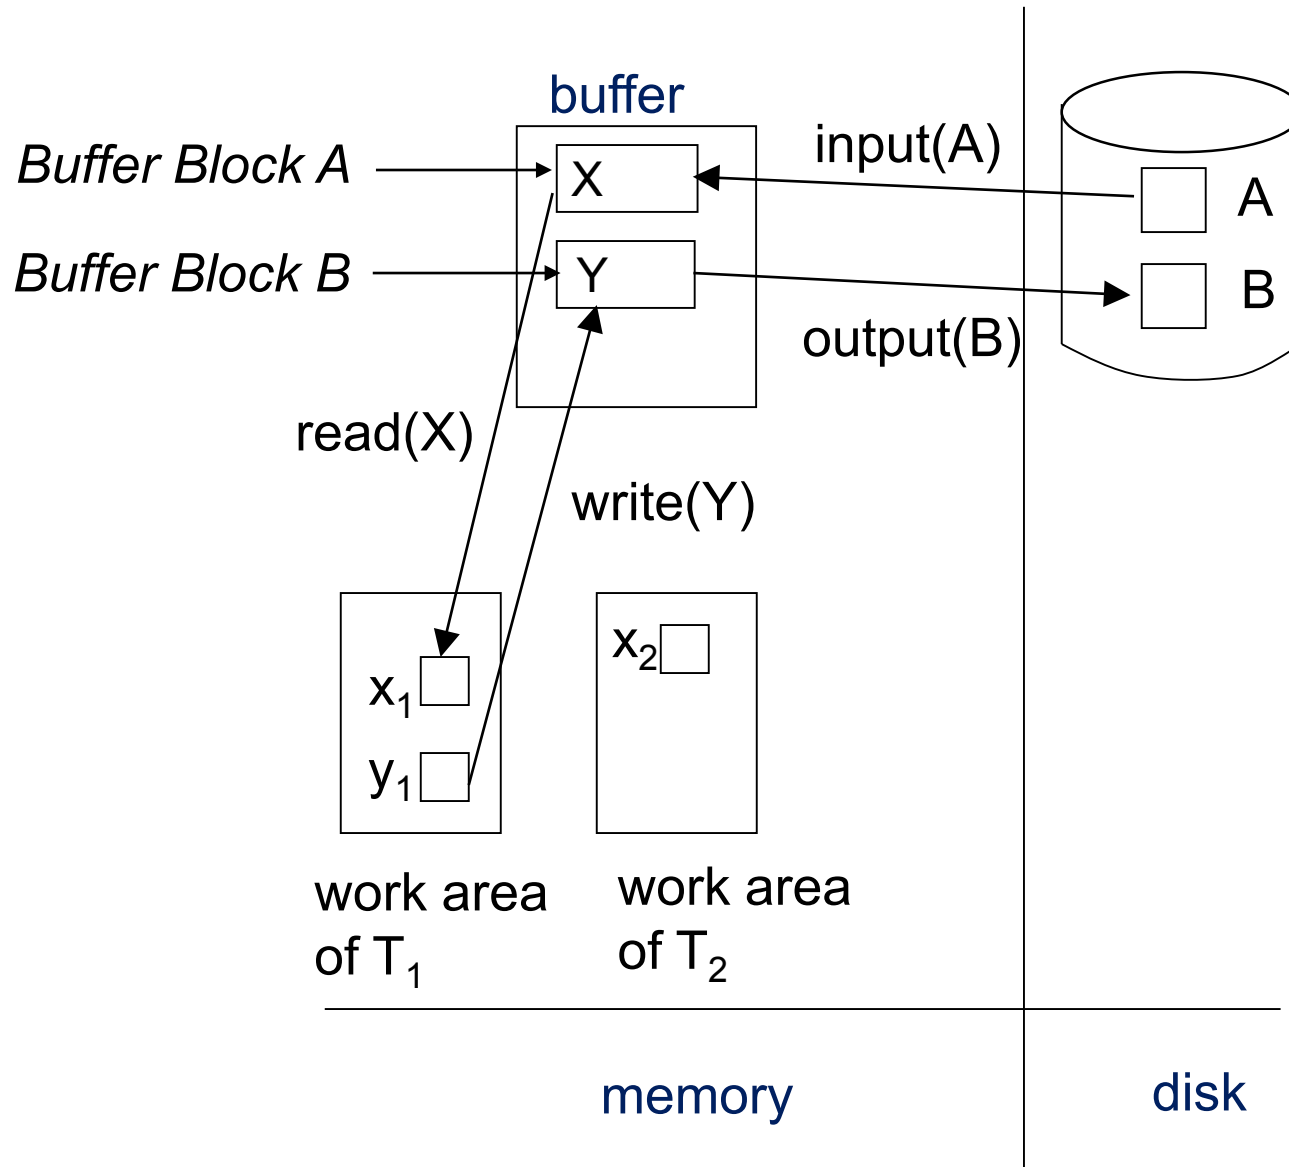 buffer
Buffer Block A
X
input(A)
A
Buffer Block B
Y
B
output(B)
read(X)
write(Y)
x₁
y₁
x₂
work area
of T₁
work area
of T₂
memory
disk